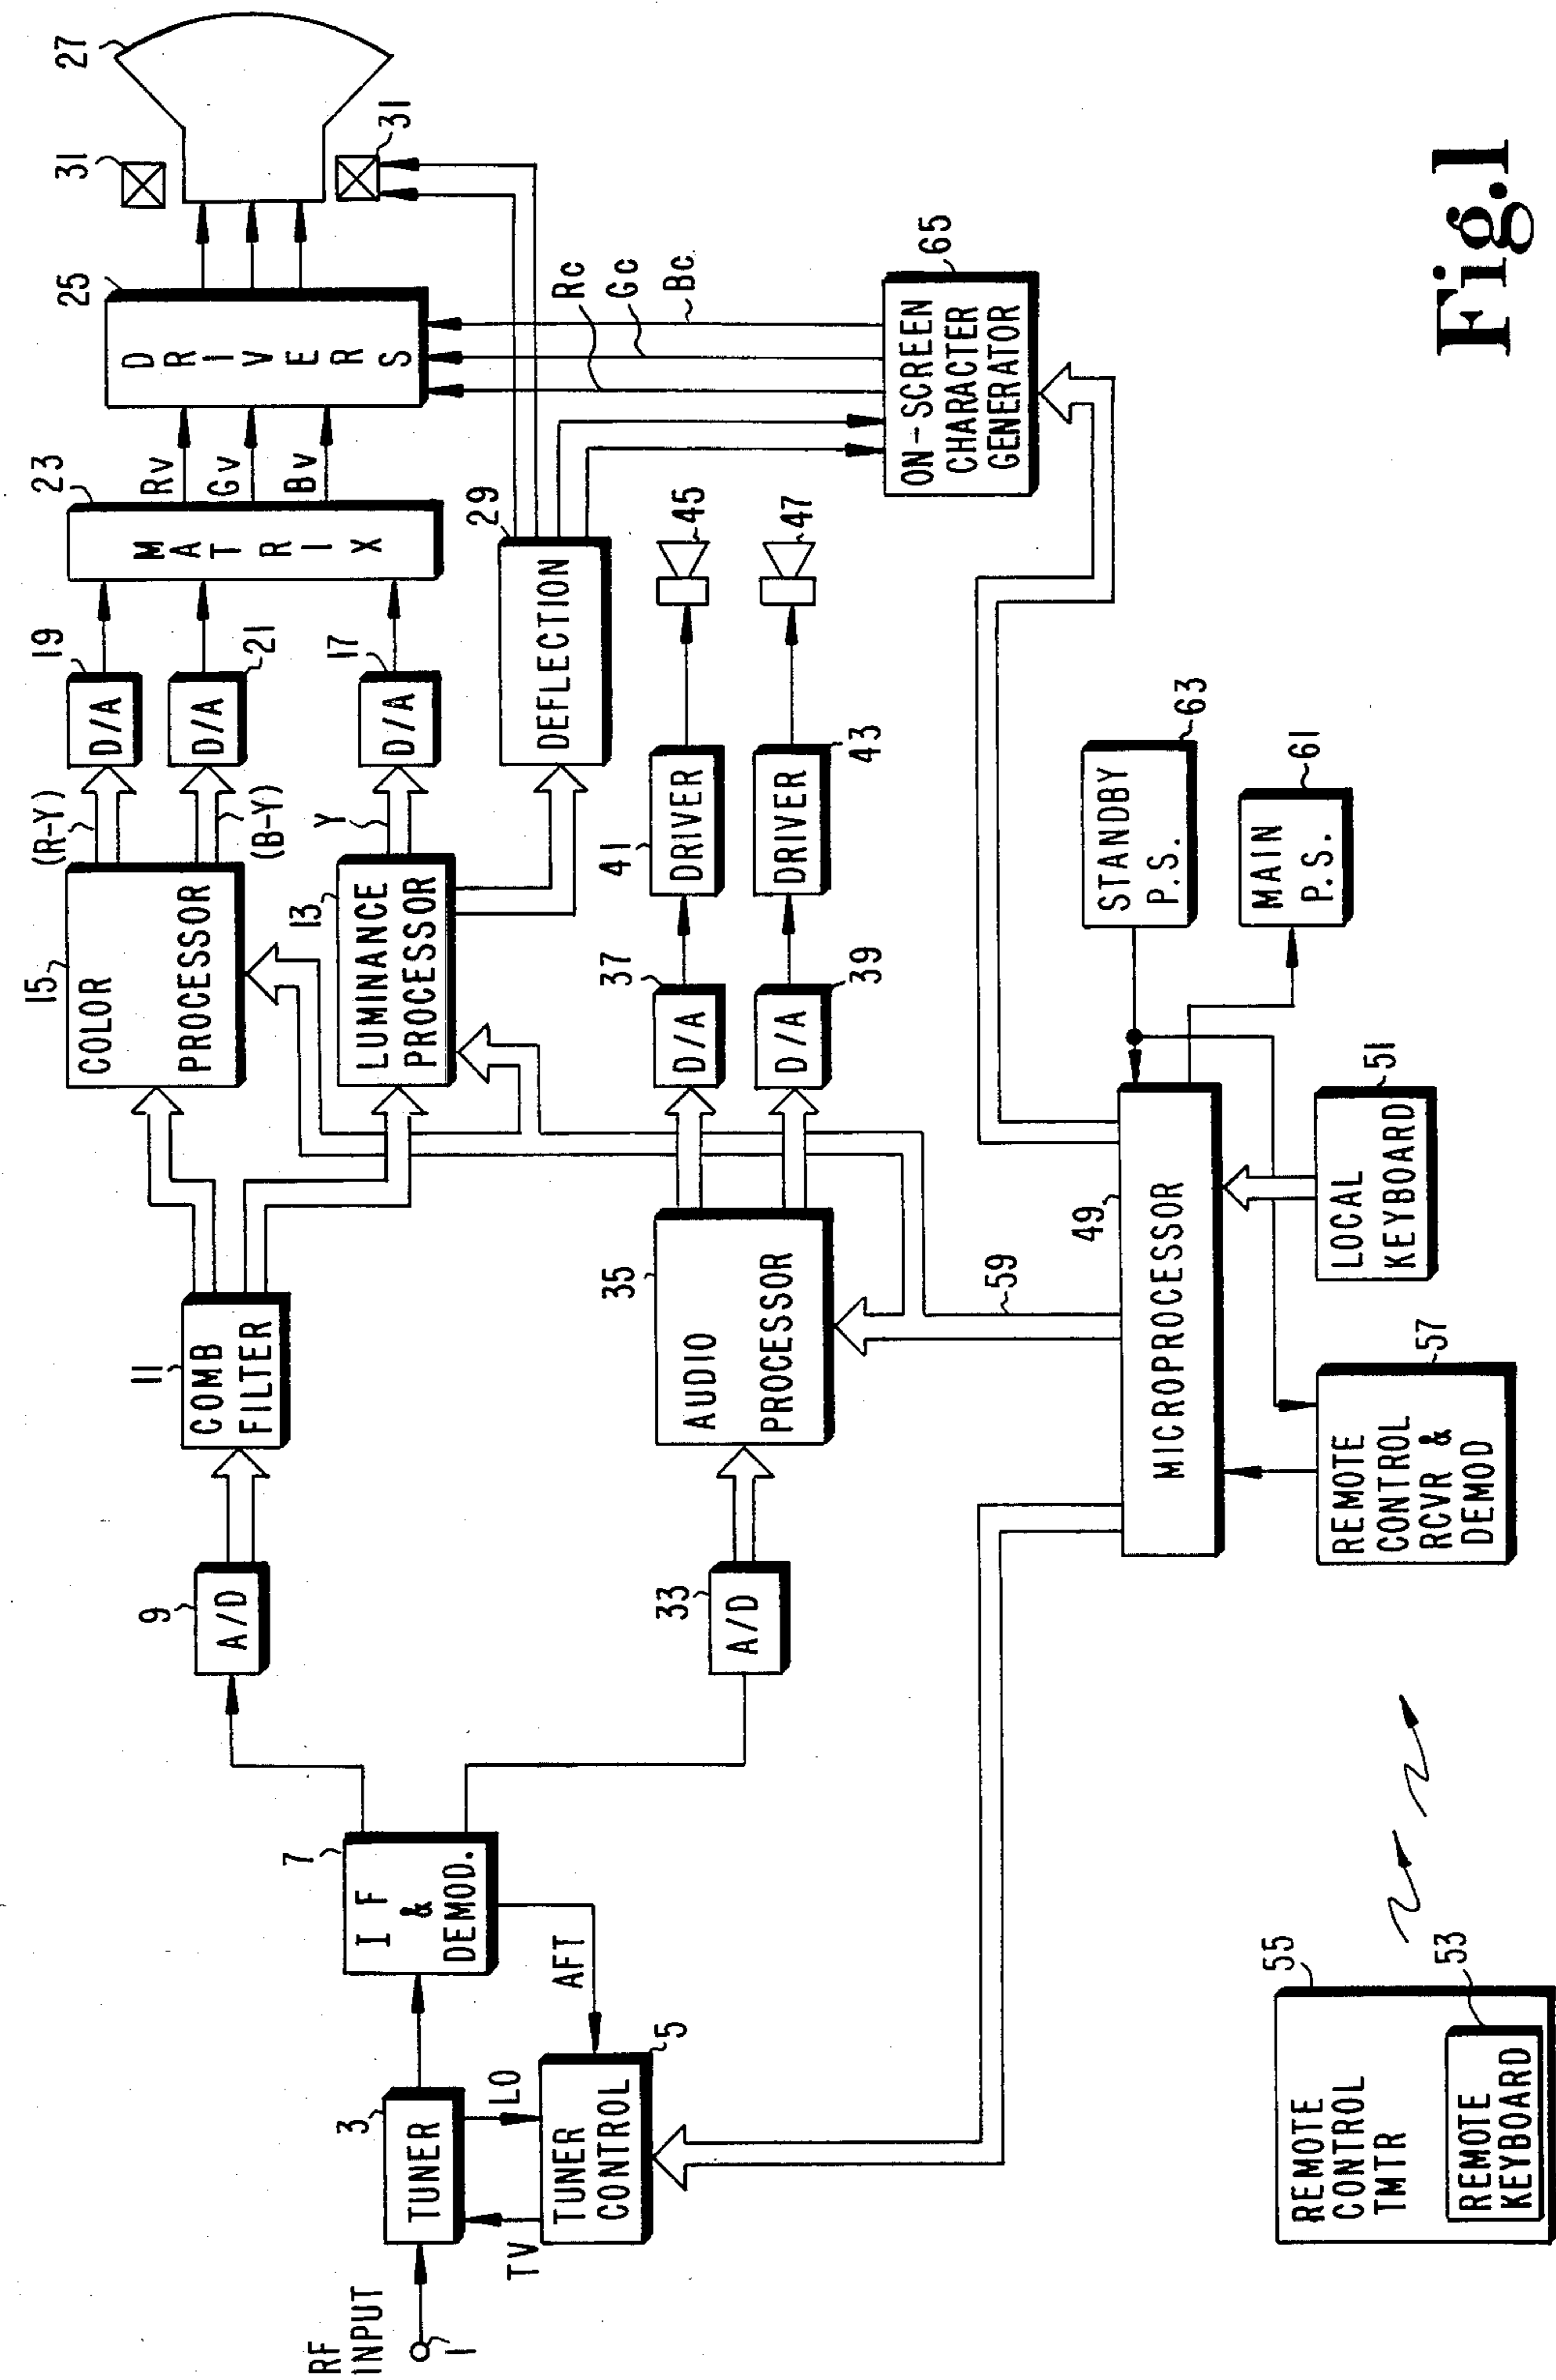 RF
INPUT
1
3
TUNER
LO
TV
5
TUNER
CONTROL
AFT
7
I F
&
DEMOD.
9
A/D
11
COMB
FILTER
15
COLOR
PROCESSOR
(R-Y)
(B-Y)
13
LUMINANCE
PROCESSOR
Y
19
D/A
21
D/A
17
D/A
23
MATRIX
Rv
Gv
Bv
25
DRIVERS
27
31
31
29
DEFLECTION
33
A/D
35
AUDIO
PROCESSOR
37
D/A
39
D/A
41
DRIVER
43
DRIVER
45
47
Rc
Gc
Bc
65
ON-SCREEN
CHARACTER
GENERATOR
59
49
MICROPROCESSOR
63
STANDBY
P.S.
61
MAIN
P.S.
51
LOCAL
KEYBOARD
57
REMOTE
CONTROL
RCVR &
DEMOD
55
REMOTE
CONTROL
TMTR
53
REMOTE
KEYBOARD
Fig.1